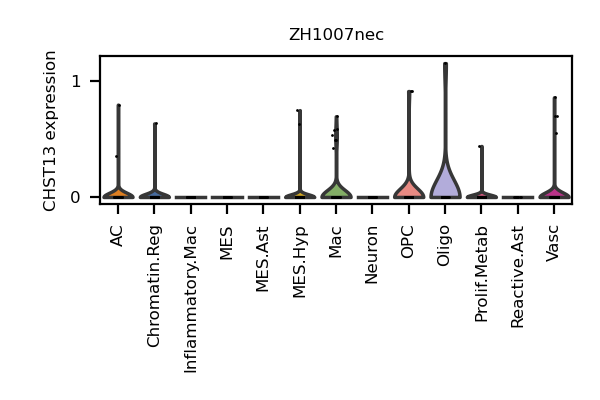 ZH1007nec
CHST13 expression
1
0
AC
Chromatin.Reg
Inflammatory.Mac
MES
MES.Ast
MES.Hyp
Mac
Neuron
OPC
Oligo
Prolif.Metab
Reactive.Ast
Vasc